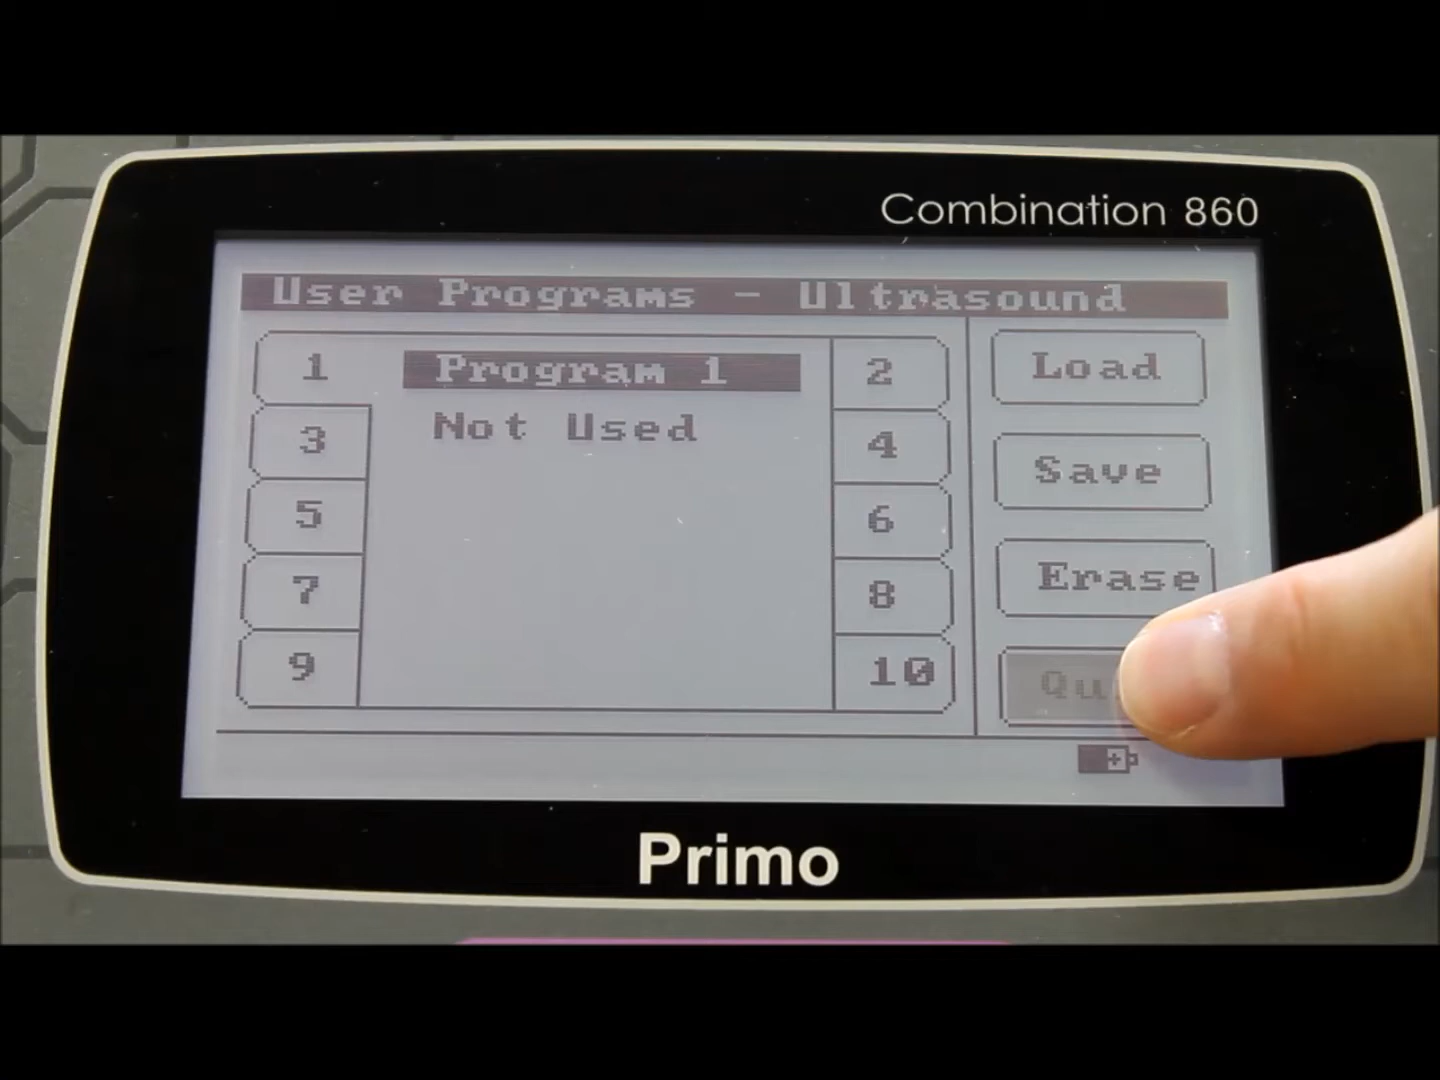 Combination 860
User Programs - Ultrasound
1 Program 1 2 Load
Not Used
3 4 Save
5 6
7 8 Erase
9 10
Primo